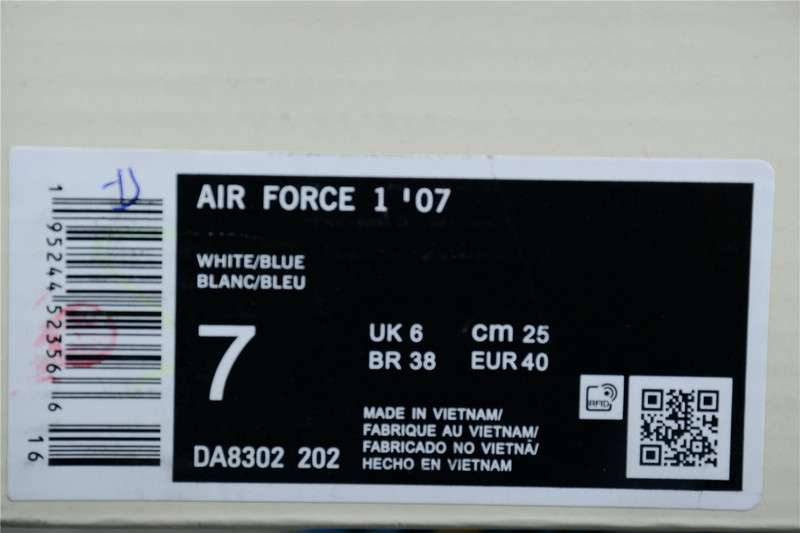 AIR FORCE 1 '07
WHITE/BLUE
BLANC/BLEU
7
UK 6 cm 25
BR 38 EUR 40
MADE IN VIETNAM/
FABRIQUE AU VIETNAM/
FABRICADO NO VIETNÃ/
HECHO EN VIETNAM
DA8302 202
RFID
1 95244 52356 6
16